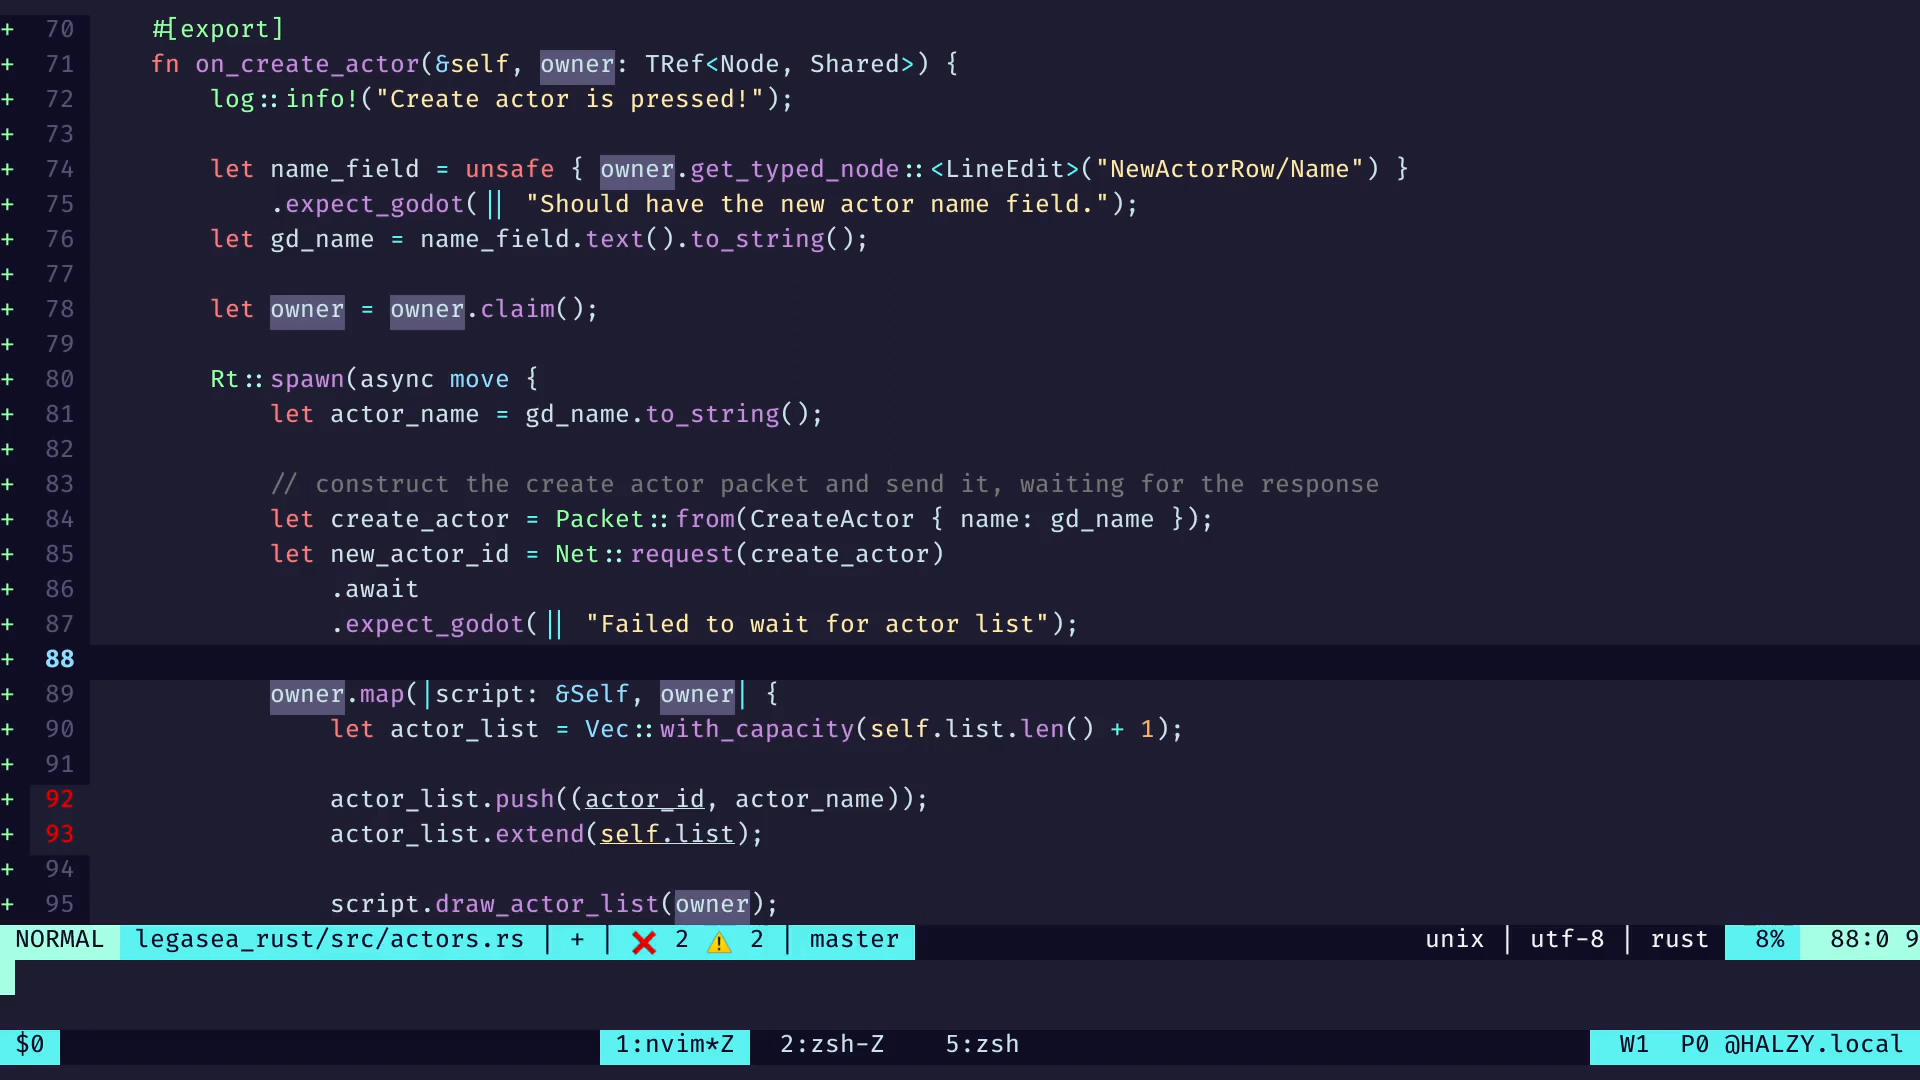 + 70 #[export]
+ 71 fn on_create_actor(&self, owner: TRef<Node, Shared>) {
+ 72 log::info!("Create actor is pressed!");
+ 73
+ 74 let name_field = unsafe { owner.get_typed_node::<LineEdit>("NewActorRow/Name") }
+ 75 .expect_godot(|| "Should have the new actor name field.");
+ 76 let gd_name = name_field.text().to_string();
+ 77
+ 78 let owner = owner.claim();
+ 79
+ 80 Rt::spawn(async move {
+ 81 let actor_name = gd_name.to_string();
+ 82
+ 83 // construct the create actor packet and send it, waiting for the response
+ 84 let create_actor = Packet::from(CreateActor { name: gd_name });
+ 85 let new_actor_id = Net::request(create_actor)
+ 86 .await
+ 87 .expect_godot(|| "Failed to wait for actor list");
+ 88
+ 89 owner.map(|script: &Self, owner| {
+ 90 let actor_list = Vec::with_capacity(self.list.len() + 1);
+ 91
+ 92 actor_list.push((actor_id, actor_name));
+ 93 actor_list.extend(self.list);
+ 94
+ 95 script.draw_actor_list(owner);
NORMAL legasea_rust/src/actors.rs | + | ❌ 2 ⚠ 2 | master unix | utf-8 | rust 8% 88:0 9
$0 1:nvim*Z 2:zsh-Z 5:zsh W1 P0 @HALZY.local